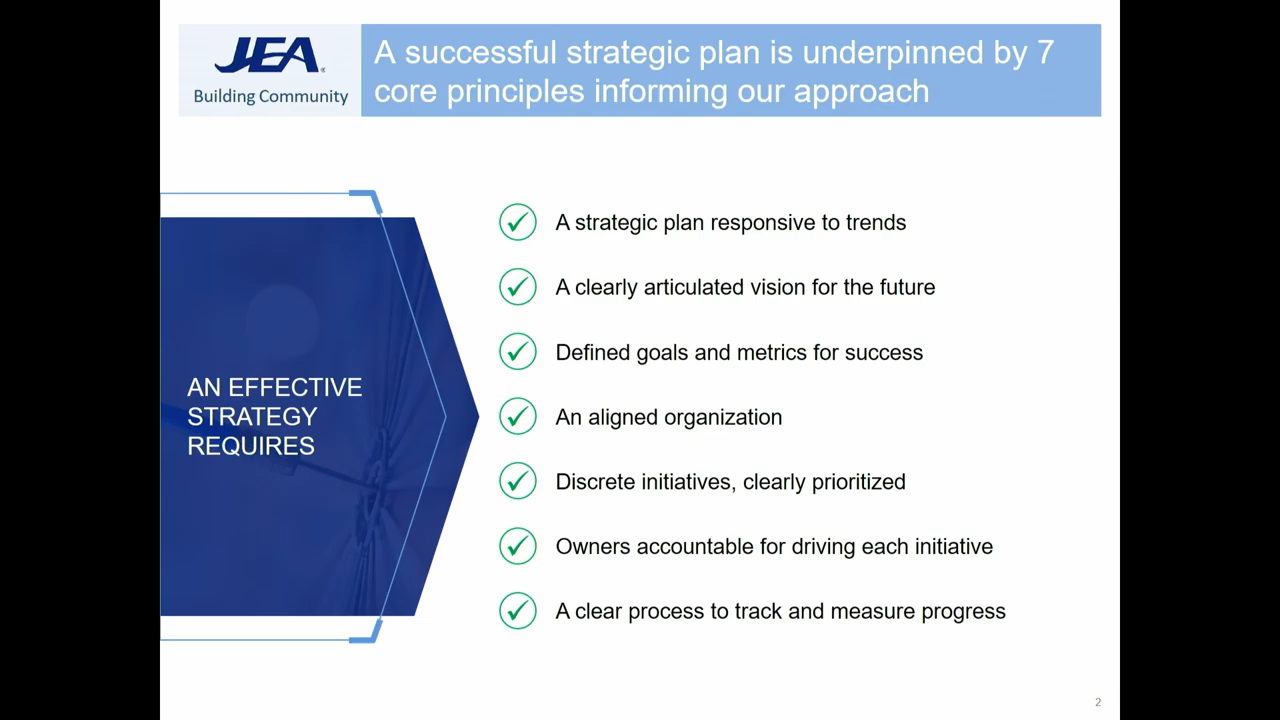 JEA
Building Community
A successful strategic plan is underpinned by 7
core principles informing our approach
AN EFFECTIVE
STRATEGY
REQUIRES
A strategic plan responsive to trends
A clearly articulated vision for the future
Defined goals and metrics for success
An aligned organization
Discrete initiatives, clearly prioritized
Owners accountable for driving each initiative
A clear process to track and measure progress
2